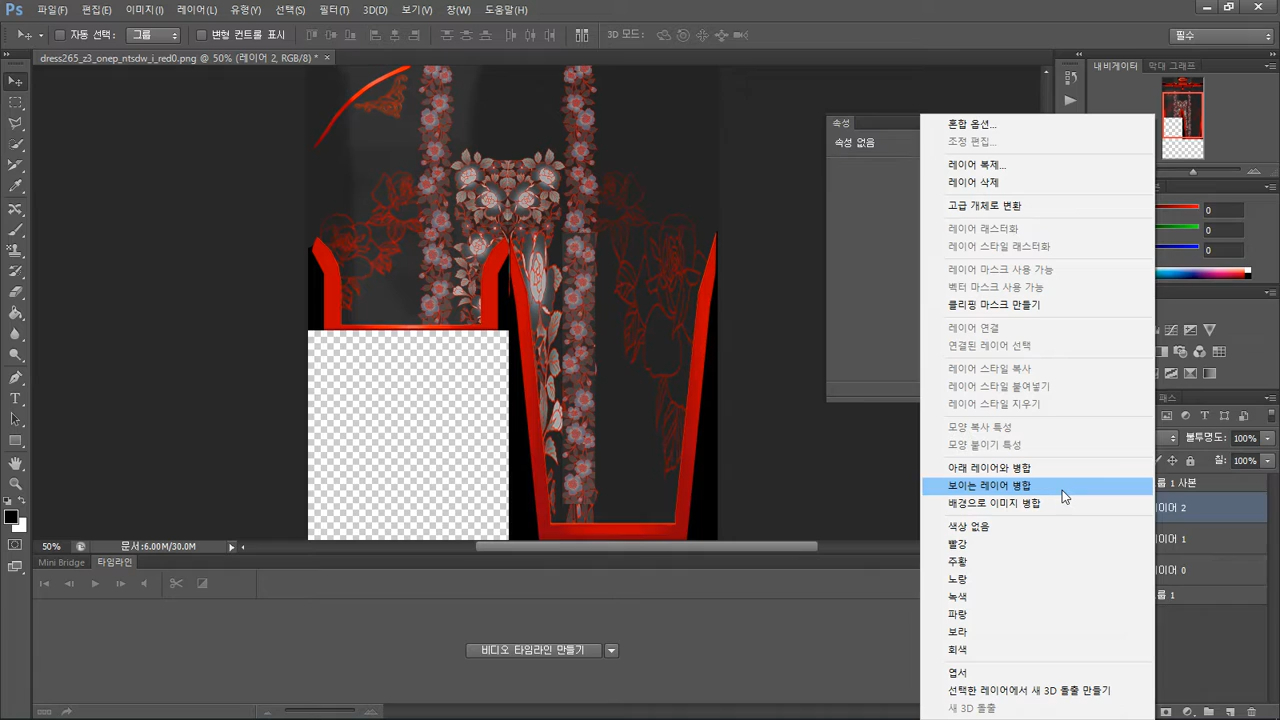 Ps 파일(F) 편집(E) 이미지(I) 레이어(L) 유형(Y) 선택(S) 필터(T) 3D(D) 보기(V) 창(W) 도움말(H)
자동 선택: 그룹 변형 컨트롤 표시 3D 모드: 필수
dress265_z3_onep_ntsdw_i_red0.png @ 50% (레이어 2, RGB/8) * ×
내비게이터 막대 그래프
속성
속성 없음
혼합 옵션...
조정 편집...
레이어 복제...
레이어 삭제
고급 개체로 변환
0
레이어 래스터화
0
레이어 스타일 래스터화
0
레이어 마스크 사용 가능
벡터 마스크 사용 가능
클리핑 마스크 만들기
레이어 연결
연결된 레이어 선택
레이어 스타일 복사
레이어 스타일 붙여넣기
레이어 스타일 지우기
모양 복사 특성
모양 붙이기 특성
불투명도: 100%
아래 레이어와 병합
칠: 100%
보이는 레이어 병합
룹 1 사본
배경으로 이미지 병합
이어 2
색상 없음
빨강
이어 1
주황
이어 0
노랑
녹색
룹 1
파랑
보라
회색
엽서
선택한 레이어에서 새 3D 돌출 만들기
새 3D 돌출
50% 문서:6.00M/30.0M
Mini Bridge 타임라인
비디오 타임라인 만들기